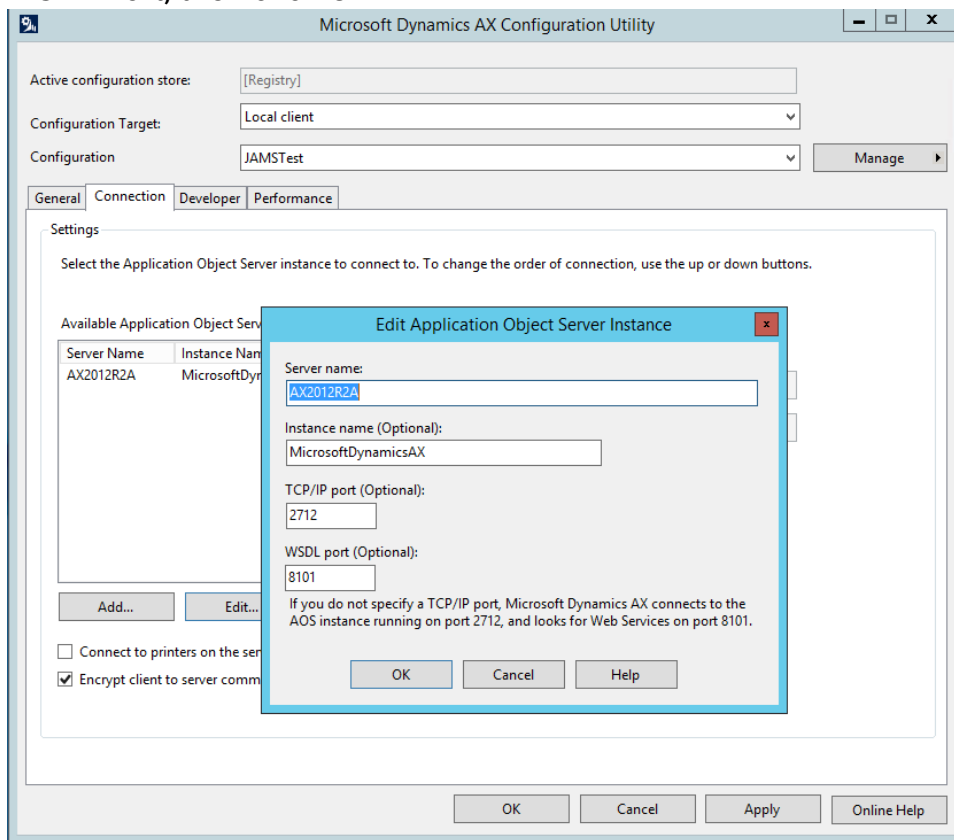 Microsoft Dynamics AX Configuration Utility
Active configuration store:
[Registry]
Configuration Target:
Local client
Configuration
JAMSTest
Manage
General Connection Developer Performance
Settings
Select the Application Object Server instance to connect to. To change the order of connection, use the up or down buttons.
Available Application Object Serv
Server Name Instance Nam
AX2012R2A MicrosoftDyn
Edit Application Object Server Instance
Server name:
AX2012R2A
Instance name (Optional):
MicrosoftDynamicsAX
TCP/IP port (Optional):
2712
WSDL port (Optional):
8101
If you do not specify a TCP/IP port, Microsoft Dynamics AX connects to the
AOS instance running on port 2712, and looks for Web Services on port 8101.
OK Cancel Help
Add... Edit...
Connect to printers on the ser
Encrypt client to server comm
OK Cancel Apply Online Help